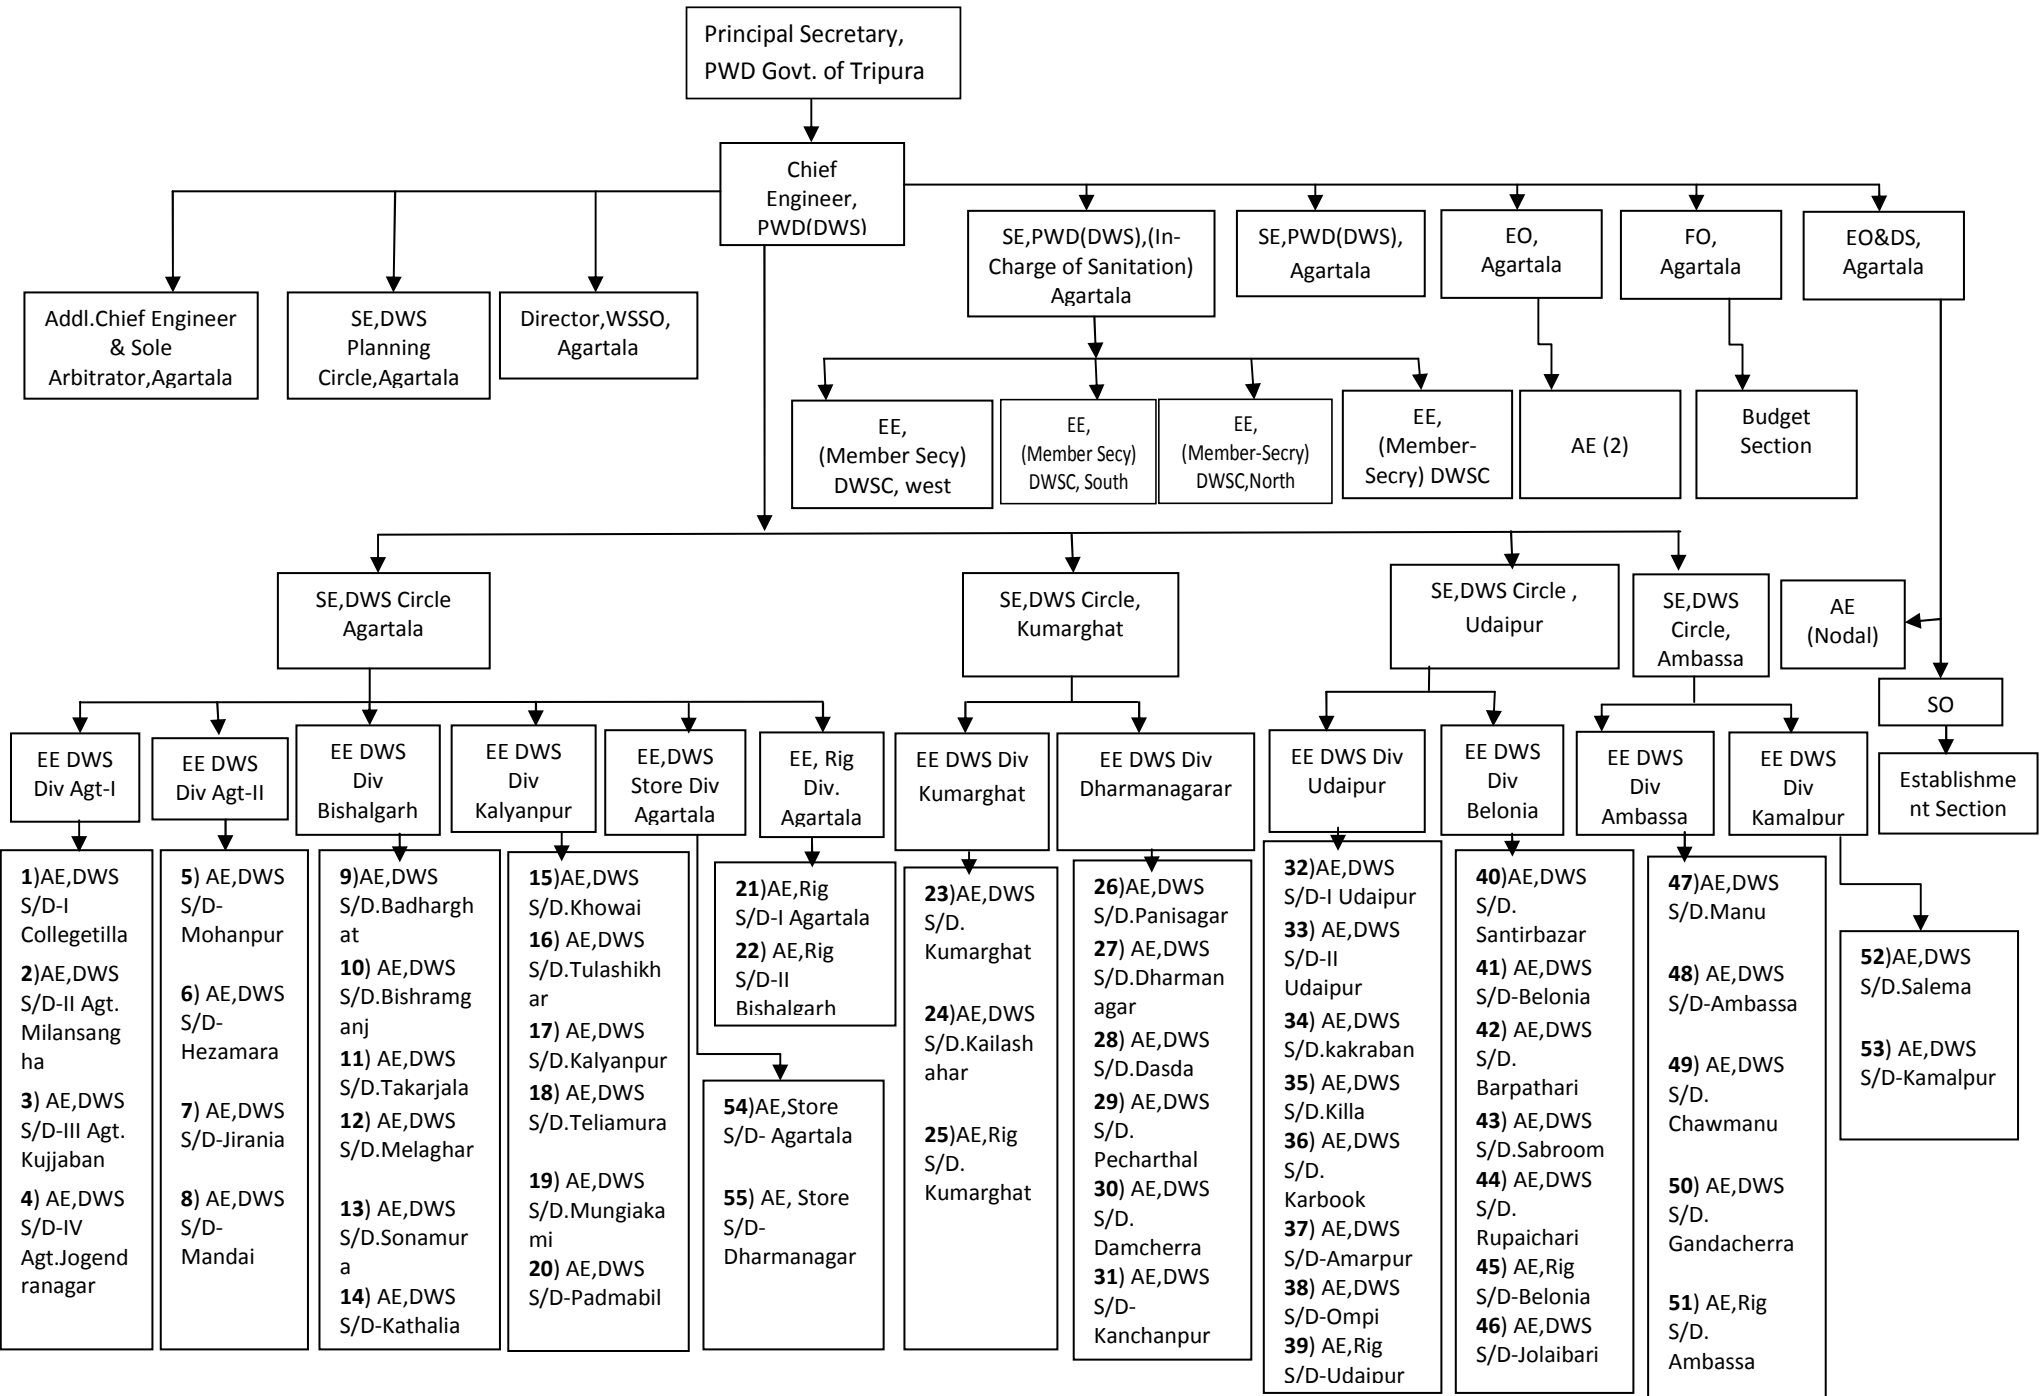 Principal Secretary,
PWD Govt. of Tripura
Chief
Engineer,
PWD(DWS)
Addl.Chief Engineer
& Sole
Arbitrator,Agartala
SE,DWS
Planning
Circle,Agartala
Director,WSSO,
Agartala
SE,PWD(DWS),(In-
Charge of Sanitation)
Agartala
SE,PWD(DWS),
Agartala
EO,
Agartala
FO,
Agartala
EO&DS,
Agartala
EE,
(Member Secy)
DWSC, west
EE,
(Member Secy)
DWSC, South
EE,
(Member-Secry)
DWSC,North
EE,
(Member-
Secry) DWSC
AE (2)
Budget
Section
SE,DWS Circle
Agartala
SE,DWS Circle,
Kumarghat
SE,DWS Circle ,
Udaipur
SE,DWS
Circle,
Ambassa
AE
(Nodal)
SO
Establishme
nt Section
EE DWS
Div Agt-I
EE DWS
Div Agt-II
EE DWS
Div
Bishalgarh
EE DWS
Div
Kalyanpur
EE,DWS
Store Div
Agartala
EE, Rig
Div.
Agartala
EE DWS Div
Kumarghat
EE DWS Div
Dharmanagarar
EE DWS Div
Udaipur
EE DWS
Div
Belonia
EE DWS
Div
Ambassa
EE DWS
Div
Kamalpur
1)AE,DWS
S/D-I
Collegetilla
2)AE,DWS
S/D-II Agt.
Milansang
ha
3) AE,DWS
S/D-III Agt.
Kujjaban
4) AE,DWS
S/D-IV
Agt.Jogend
ranagar
5) AE,DWS
S/D-
Mohanpur
6) AE,DWS
S/D-
Hezamara
7) AE,DWS
S/D-Jirania
8) AE,DWS
S/D-
Mandai
9)AE,DWS
S/D.Badhargh
at
10) AE,DWS
S/D.Bishramg
anj
11) AE,DWS
S/D.Takarjala
12) AE,DWS
S/D.Melaghar
13) AE,DWS
S/D.Sonamur
a
14) AE,DWS
S/D-Kathalia
15)AE,DWS
S/D.Khowai
16) AE,DWS
S/D.Tulashikh
ar
17) AE,DWS
S/D.Kalyanpur
18) AE,DWS
S/D.Teliamura
19) AE,DWS
S/D.Mungiaka
mi
20) AE,DWS
S/D-Padmabil
21)AE,Rig
S/D-I Agartala
22) AE,Rig
S/D-II
Bishalgarh
54)AE,Store
S/D- Agartala
55) AE, Store
S/D-
Dharmanagar
23)AE,DWS
S/D.
Kumarghat
24)AE,DWS
S/D.Kailash
ahar
25)AE,Rig
S/D.
Kumarghat
26)AE,DWS
S/D.Panisagar
27) AE,DWS
S/D.Dharman
agar
28) AE,DWS
S/D.Dasda
29) AE,DWS
S/D.
Pecharthal
30) AE,DWS
S/D.
Damcherra
31) AE,DWS
S/D-
Kanchanpur
32)AE,DWS
S/D-I Udaipur
33) AE,DWS
S/D-II
Udaipur
34) AE,DWS
S/D.kakraban
35) AE,DWS
S/D.Killa
36) AE,DWS
S/D.
Karbook
37) AE,DWS
S/D-Amarpur
38) AE,DWS
S/D-Ompi
39) AE,Rig
S/D-Udaipur
40)AE,DWS
S/D.
Santirbazar
41) AE,DWS
S/D-Belonia
42) AE,DWS
S/D.
Barpathari
43) AE,DWS
S/D.Sabroom
44) AE,DWS
S/D.
Rupaichari
45) AE,Rig
S/D-Belonia
46) AE,DWS
S/D-Jolaibari
47)AE,DWS
S/D.Manu
48) AE,DWS
S/D-Ambassa
49) AE,DWS
S/D.
Chawmanu
50) AE,DWS
S/D.
Gandacherra
51) AE,Rig
S/D.
Ambassa
52)AE,DWS
S/D.Salema
53) AE,DWS
S/D-Kamalpur